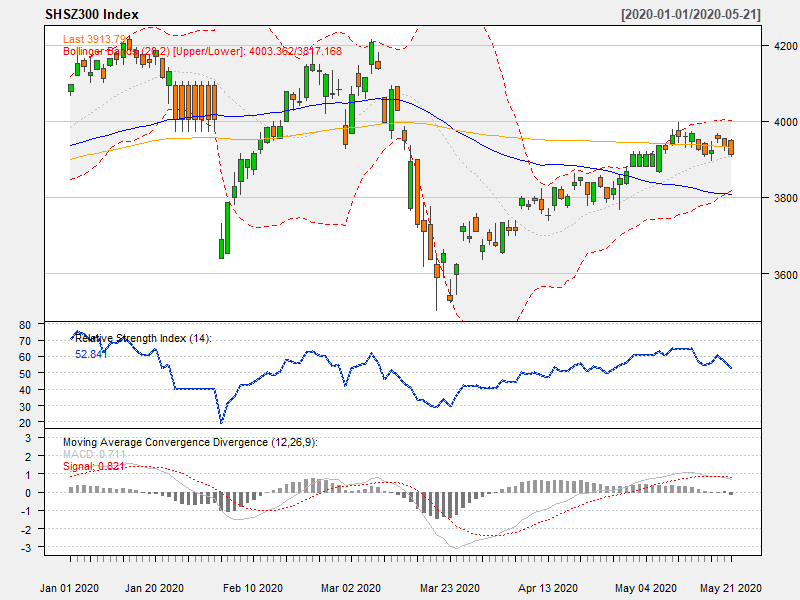 SHSZ300 Index [2020-01-01/2020-05-21]
Last 3913.79
Bollinger Bands (20,2) [Upper/Lower]: 4003.362/3817.168
4200
4000
3800
3600
Relative Strength Index (14):
52.841
80
70
60
50
40
30
20
Moving Average Convergence Divergence (12,26,9):
MACD: 0.711
Signal: 0.821
3
2
1
0
-1
-2
-3
Jan 01 2020 Jan 20 2020 Feb 10 2020 Mar 02 2020 Mar 23 2020 Apr 13 2020 May 04 2020 May 21 2020